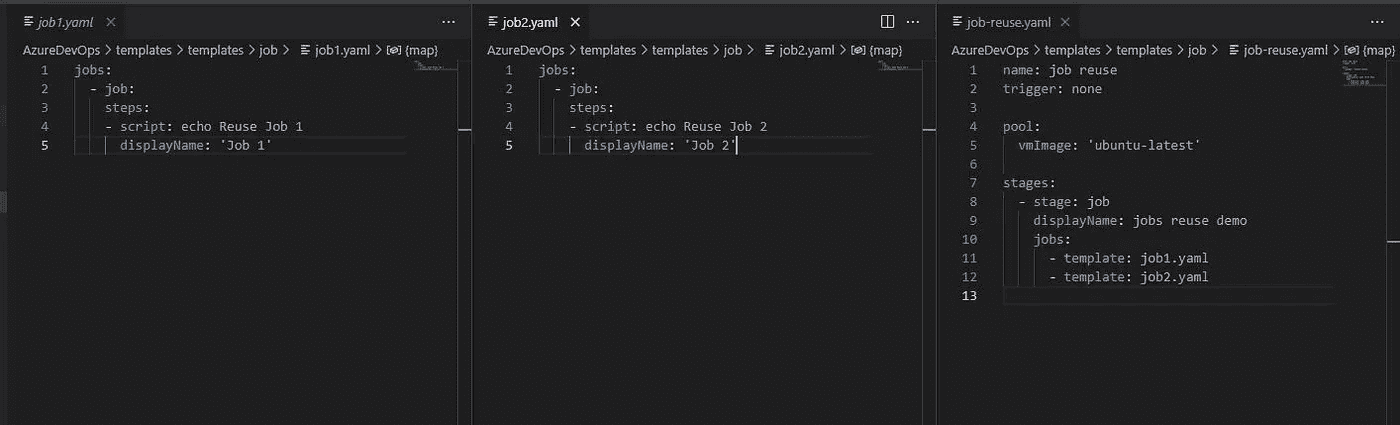 job1.yaml
AzureDevOps > templates > templates > job > job1.yaml > {map}
1 jobs:
2   - job:
3     steps:
4     - script: echo Reuse Job 1
5       displayName: 'Job 1'
job2.yaml
AzureDevOps > templates > templates > job > job2.yaml > {map}
1 jobs:
2   - job:
3     steps:
4     - script: echo Reuse Job 2
5       displayName: 'Job 2'
job-reuse.yaml
AzureDevOps > templates > templates > job > job-reuse.yaml > {map}
1 name: job reuse
2 trigger: none
3
4 pool:
5   vmImage: 'ubuntu-latest'
6
7 stages:
8   - stage: job
9     displayName: jobs reuse demo
10     jobs:
11       - template: job1.yaml
12       - template: job2.yaml
13